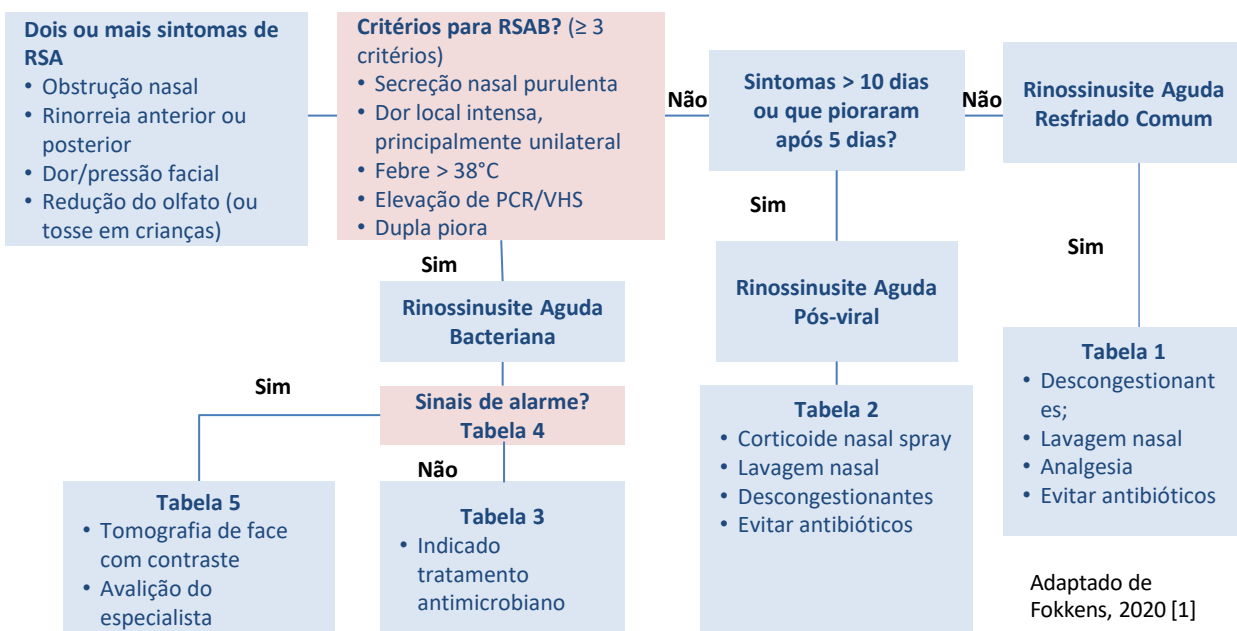 Dois ou mais sintomas de
RSA
• Obstrução nasal
• Rinorreia anterior ou
posterior
• Dor/pressão facial
• Redução do olfato (ou
tosse em crianças)
Critérios para RSAB? (≥ 3
critérios)
• Secreção nasal purulenta
• Dor local intensa,
principalmente unilateral
• Febre > 38°C
• Elevação de PCR/VHS
• Dupla piora
Não
Sintomas > 10 dias
ou que pioraram
após 5 dias?
Não
Rinossinusite Aguda
Resfriado Comum
Sim
Sim
Sim
Rinossinusite Aguda
Bacteriana
Rinossinusite Aguda
Pós-viral
Sim
Sinais de alarme?
Tabela 4
Não
Tabela 5
• Tomografia de face
com contraste
• Avalição do
especialista
Tabela 3
• Indicado
tratamento
antimicrobiano
Tabela 2
• Corticoide nasal spray
• Lavagem nasal
• Descongestionantes
• Evitar antibióticos
Tabela 1
• Descongestionant
es;
• Lavagem nasal
• Analgesia
• Evitar antibióticos
Adaptado de
Fokkens, 2020 [1]